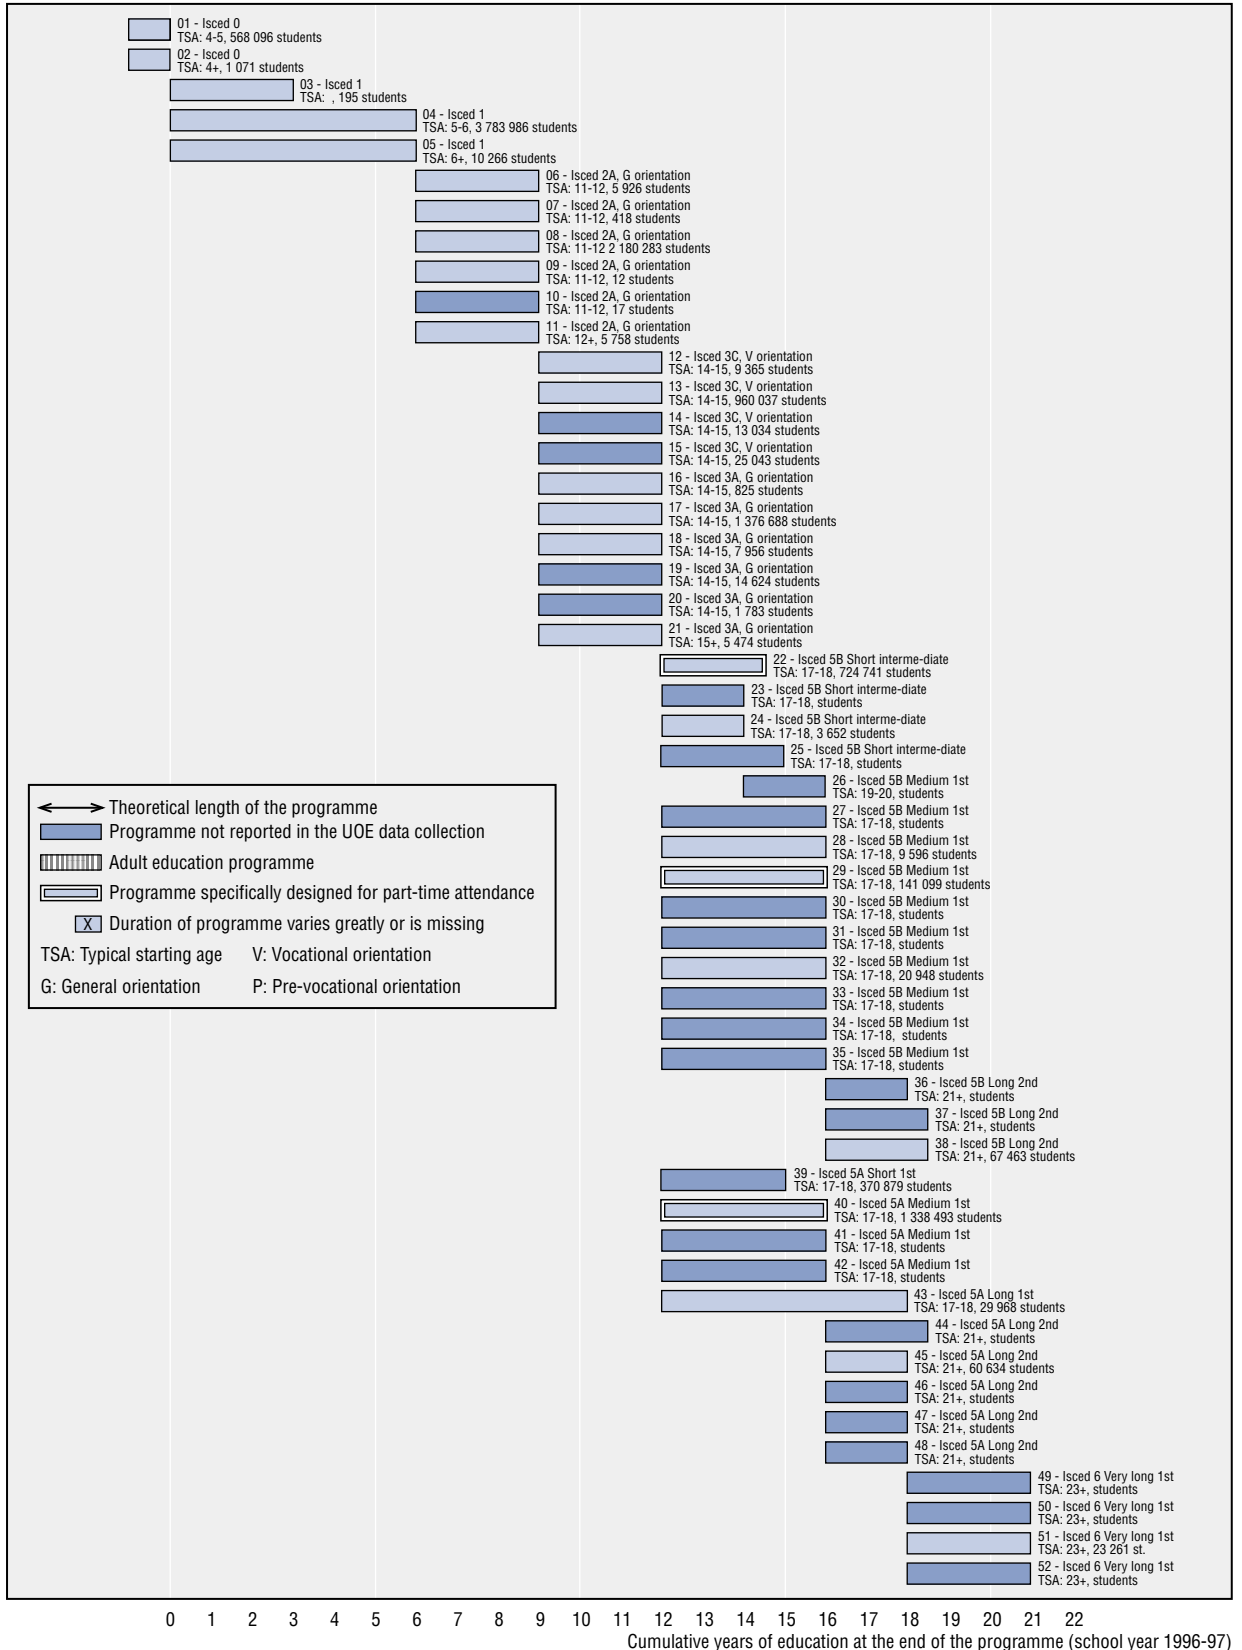 01 - Isced 0
TSA: 4-5, 568 096 students
02 - Isced 0
TSA: 4+, 1 071 students
03 - Isced 1
TSA:  , 195 students
04 - Isced 1
TSA: 5-6, 3 783 986 students
05 - Isced 1
TSA: 6+, 10 266 students
06 - Isced 2A, G orientation
TSA: 11-12, 5 926 students
07 - Isced 2A, G orientation
TSA: 11-12, 418 students
08 - Isced 2A, G orientation
TSA: 11-12 2 180 283 students
09 - Isced 2A, G orientation
TSA: 11-12, 12 students
10 - Isced 2A, G orientation
TSA: 11-12, 17 students
11 - Isced 2A, G orientation
TSA: 12+, 5 758 students
12 - Isced 3C, V orientation
TSA: 14-15, 9 365 students
13 - Isced 3C, V orientation
TSA: 14-15, 960 037 students
14 - Isced 3C, V orientation
TSA: 14-15, 13 034 students
15 - Isced 3C, V orientation
TSA: 14-15, 25 043 students
16 - Isced 3A, G orientation
TSA: 14-15, 825 students
17 - Isced 3A, G orientation
TSA: 14-15, 1 376 688 students
18 - Isced 3A, G orientation
TSA: 14-15, 7 956 students
19 - Isced 3A, G orientation
TSA: 14-15, 14 624 students
20 - Isced 3A, G orientation
TSA: 14-15, 1 783 students
21 - Isced 3A, G orientation
TSA: 15+, 5 474 students
22 - Isced 5B Short interme-diate
TSA: 17-18, 724 741 students
23 - Isced 5B Short interme-diate
TSA: 17-18, students
24 - Isced 5B Short interme-diate
TSA: 17-18, 3 652 students
25 - Isced 5B Short interme-diate
TSA: 17-18, students
26 - Isced 5B Medium 1st
TSA: 19-20, students
27 - Isced 5B Medium 1st
TSA: 17-18, students
28 - Isced 5B Medium 1st
TSA: 17-18, 9 596 students
29 - Isced 5B Medium 1st
TSA: 17-18, 141 099 students
30 - Isced 5B Medium 1st
TSA: 17-18, students
31 - Isced 5B Medium 1st
TSA: 17-18, students
32 - Isced 5B Medium 1st
TSA: 17-18, 20 948 students
33 - Isced 5B Medium 1st
TSA: 17-18, students
34 - Isced 5B Medium 1st
TSA: 17-18,  students
35 - Isced 5B Medium 1st
TSA: 17-18, students
36 - Isced 5B Long 2nd
TSA: 21+, students
37 - Isced 5B Long 2nd
TSA: 21+, students
38 - Isced 5B Long 2nd
TSA: 21+, 67 463 students
39 - Isced 5A Short 1st
TSA: 17-18, 370 879 students
40 - Isced 5A Medium 1st
TSA: 17-18, 1 338 493 students
41 - Isced 5A Medium 1st
TSA: 17-18, students
42 - Isced 5A Medium 1st
TSA: 17-18, students
43 - Isced 5A Long 1st
TSA: 17-18, 29 968 students
44 - Isced 5A Long 2nd
TSA: 21+, students
45 - Isced 5A Long 2nd
TSA: 21+, 60 634 students
46 - Isced 5A Long 2nd
TSA: 21+, students
47 - Isced 5A Long 2nd
TSA: 21+, students
48 - Isced 5A Long 2nd
TSA: 21+, students
49 - Isced 6 Very long 1st
TSA: 23+, students
50 - Isced 6 Very long 1st
TSA: 23+, students
51 - Isced 6 Very long 1st
TSA: 23+, 23 261 st.
52 - Isced 6 Very long 1st
TSA: 23+, students
Theoretical length of the programme
Programme not reported in the UOE data collection
Adult education programme
Programme specifically designed for part-time attendance
X Duration of programme varies greatly or is missing
TSA: Typical starting age V: Vocational orientation
G: General orientation P: Pre-vocational orientation
0 1 2 3 4 5 6 7 8 9 10 11 12 13 14 15 16 17 18 19 20 21 22
Cumulative years of education at the end of the programme (school year 1996-97)